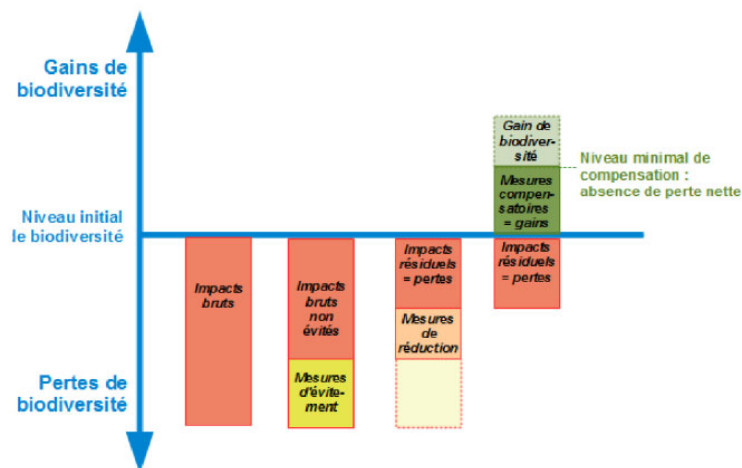 Gains de
biodiversité
Gain de
biodiver-
sité
Niveau minimal de
compensation :
absence de perte nette
Mesures
compen-
satoires
= gains
Niveau initial
le biodiversité
Impacts
bruts
Impacts
bruts
non
évités
Impacts
résiduels
= pertes
Impacts
résiduels
= pertes
Mesures
de
réduction
Mesures
d'évite-
ment
Pertes de
biodiversité